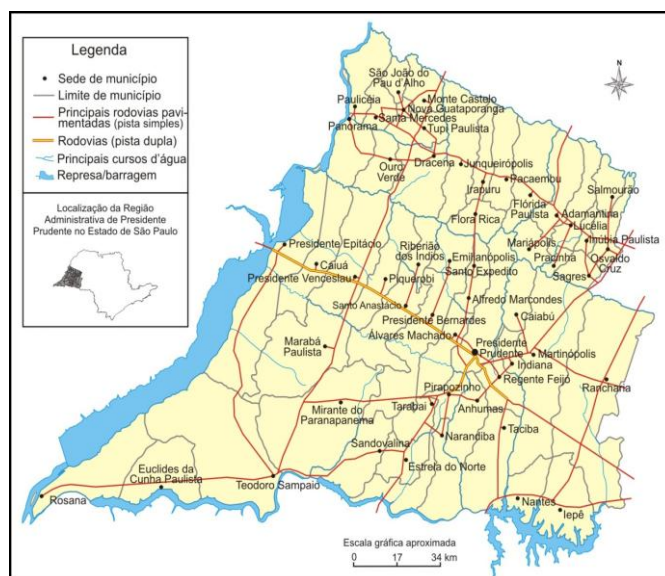 Legenda
Sede de município
Limite de município
Principais rodovias pavi-
mentadas (pista simples)
Rodovias (pista dupla)
Principais cursos d'água
Represa/barragem
Localização da Região
Administrativa de Presidente
Prudente no Estado de São Paulo
N
São João do
Pau d'Alho
Monte Castelo
Nova Guataporanga
Paulicéia
Santa Mercedes
Panorama
Tupi Paulista
Ouro
Verde
Dracena
Junqueirópolis
Pacaembu
Irapuru
Flórida
Paulista
Salmourão
Adamantina
Lucélia
Flora Rica
Inúbia Paulista
Mariápolis
Pracinha
Osvaldo
Cruz
Sagres
Presidente Epitácio
Ribeirão
dos Índios
Emilianópolis
Caiuá
Santo Expedito
Presidente Venceslau
Piquerobi
Santo Anastácio
Alfredo Marcondes
Presidente Bernardes
Caiabú
Álvares Machado
Presidente
Prudente
Marabá
Paulista
Martinópolis
Indiana
Regente Feijó
Rancharia
Pirapozinho
Mirante do
Paranapanema
Tarabai
Anhumas
Narandiba
Taciba
Sandovalina
Estrela do Norte
Euclides da
Cunha Paulista
Teodoro Sampaio
Rosana
Nantes
Iepê
Escala gráfica aproximada
0 17 34 km